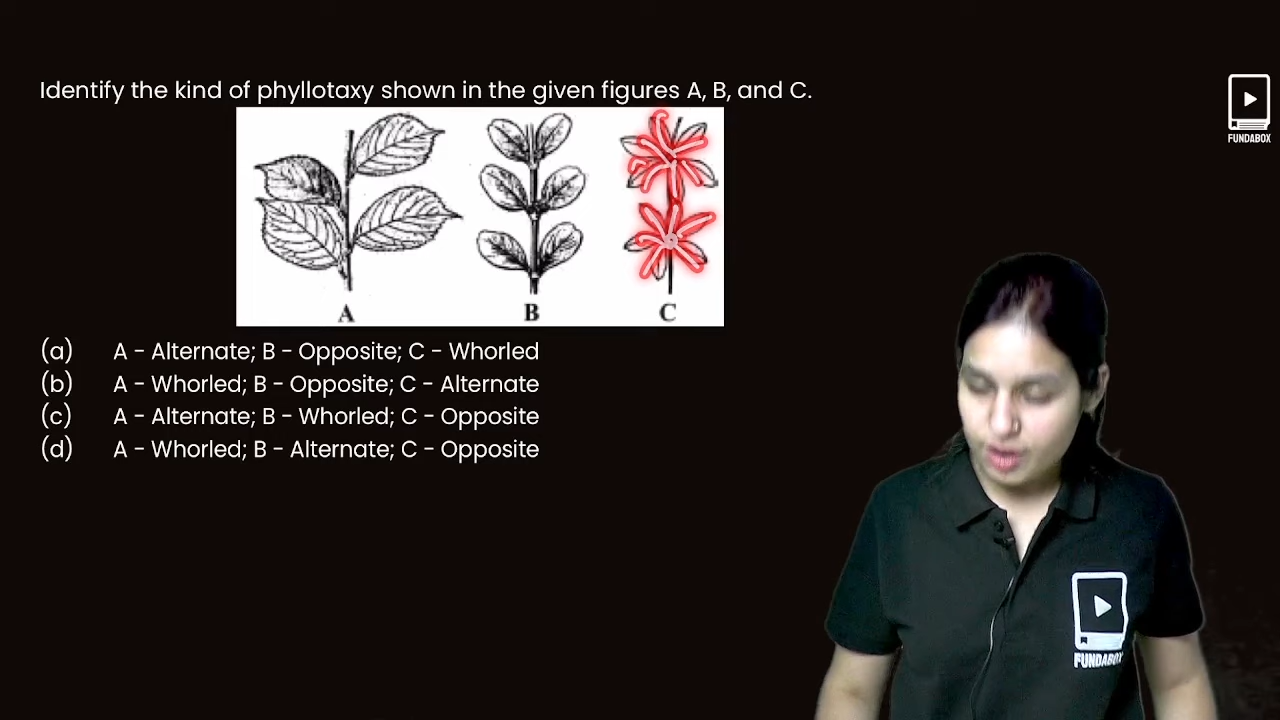 Identify the kind of phyllotaxy shown in the given figures A, B, and C.
FUNDABOX
A B C
(a) A - Alternate; B - Opposite; C - Whorled
(b) A - Whorled; B - Opposite; C - Alternate
(c) A - Alternate; B - Whorled; C - Opposite
(d) A - Whorled; B - Alternate; C - Opposite
FUNDABOX